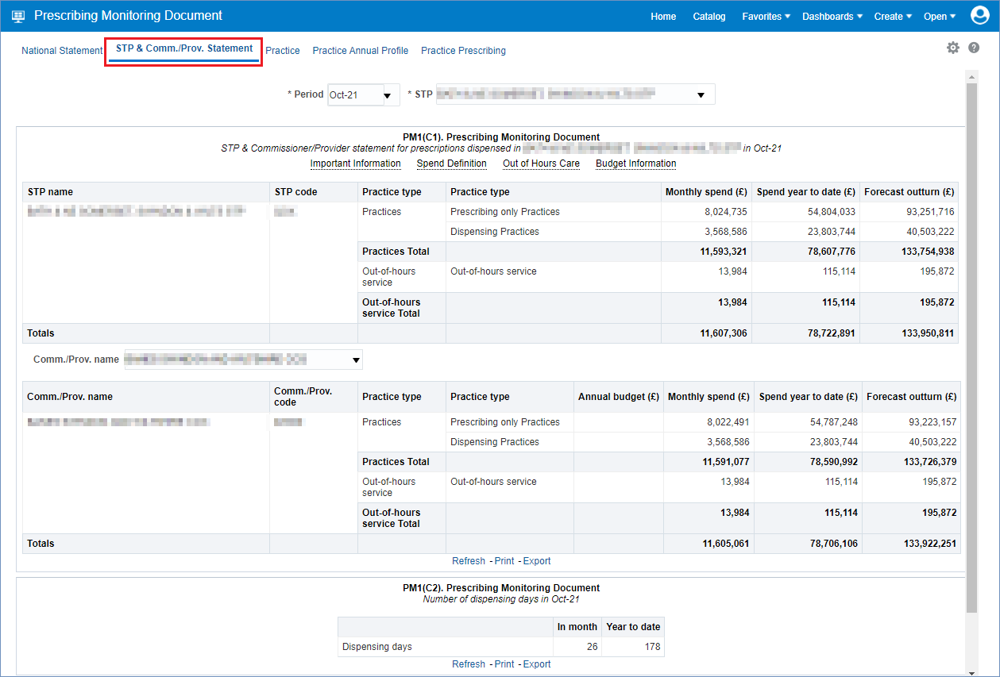 Prescribing Monitoring Document
Home Catalog Favorites Dashboards Create Open
National Statement STP & Comm./Prov. Statement Practice Practice Annual Profile Practice Prescribing
* Period Oct-21 * STP
PM1(C1). Prescribing Monitoring Document
STP & Commissioner/Provider statement for prescriptions dispensed in in Oct-21
Important Information Spend Definition Out of Hours Care Budget Information
STP name STP code Practice type Practice type Monthly spend (£) Spend year to date (£) Forecast outturn (£)
Practices Prescribing only Practices 8,024,735 54,804,033 93,251,716
Dispensing Practices 3,568,586 23,803,744 40,503,222
Practices Total 11,593,321 78,607,776 133,754,938
Out-of-hours service Out-of-hours service 13,984 115,114 195,872
Out-of-hours service Total 13,984 115,114 195,872
Totals 11,607,306 78,722,891 133,950,811
Comm./Prov. name
Comm./Prov. name Comm./Prov. code Practice type Practice type Annual budget (£) Monthly spend (£) Spend year to date (£) Forecast outturn (£)
Practices Prescribing only Practices 8,022,491 54,787,248 93,223,157
Dispensing Practices 3,568,586 23,803,744 40,503,222
Practices Total 11,591,077 78,590,992 133,726,379
Out-of-hours service Out-of-hours service 13,984 115,114 195,872
Out-of-hours service Total 13,984 115,114 195,872
Totals 11,605,061 78,706,106 133,922,251
Refresh - Print - Export
PM1(C2). Prescribing Monitoring Document
Number of dispensing days in Oct-21
In month Year to date
Dispensing days 26 178
Refresh - Print - Export